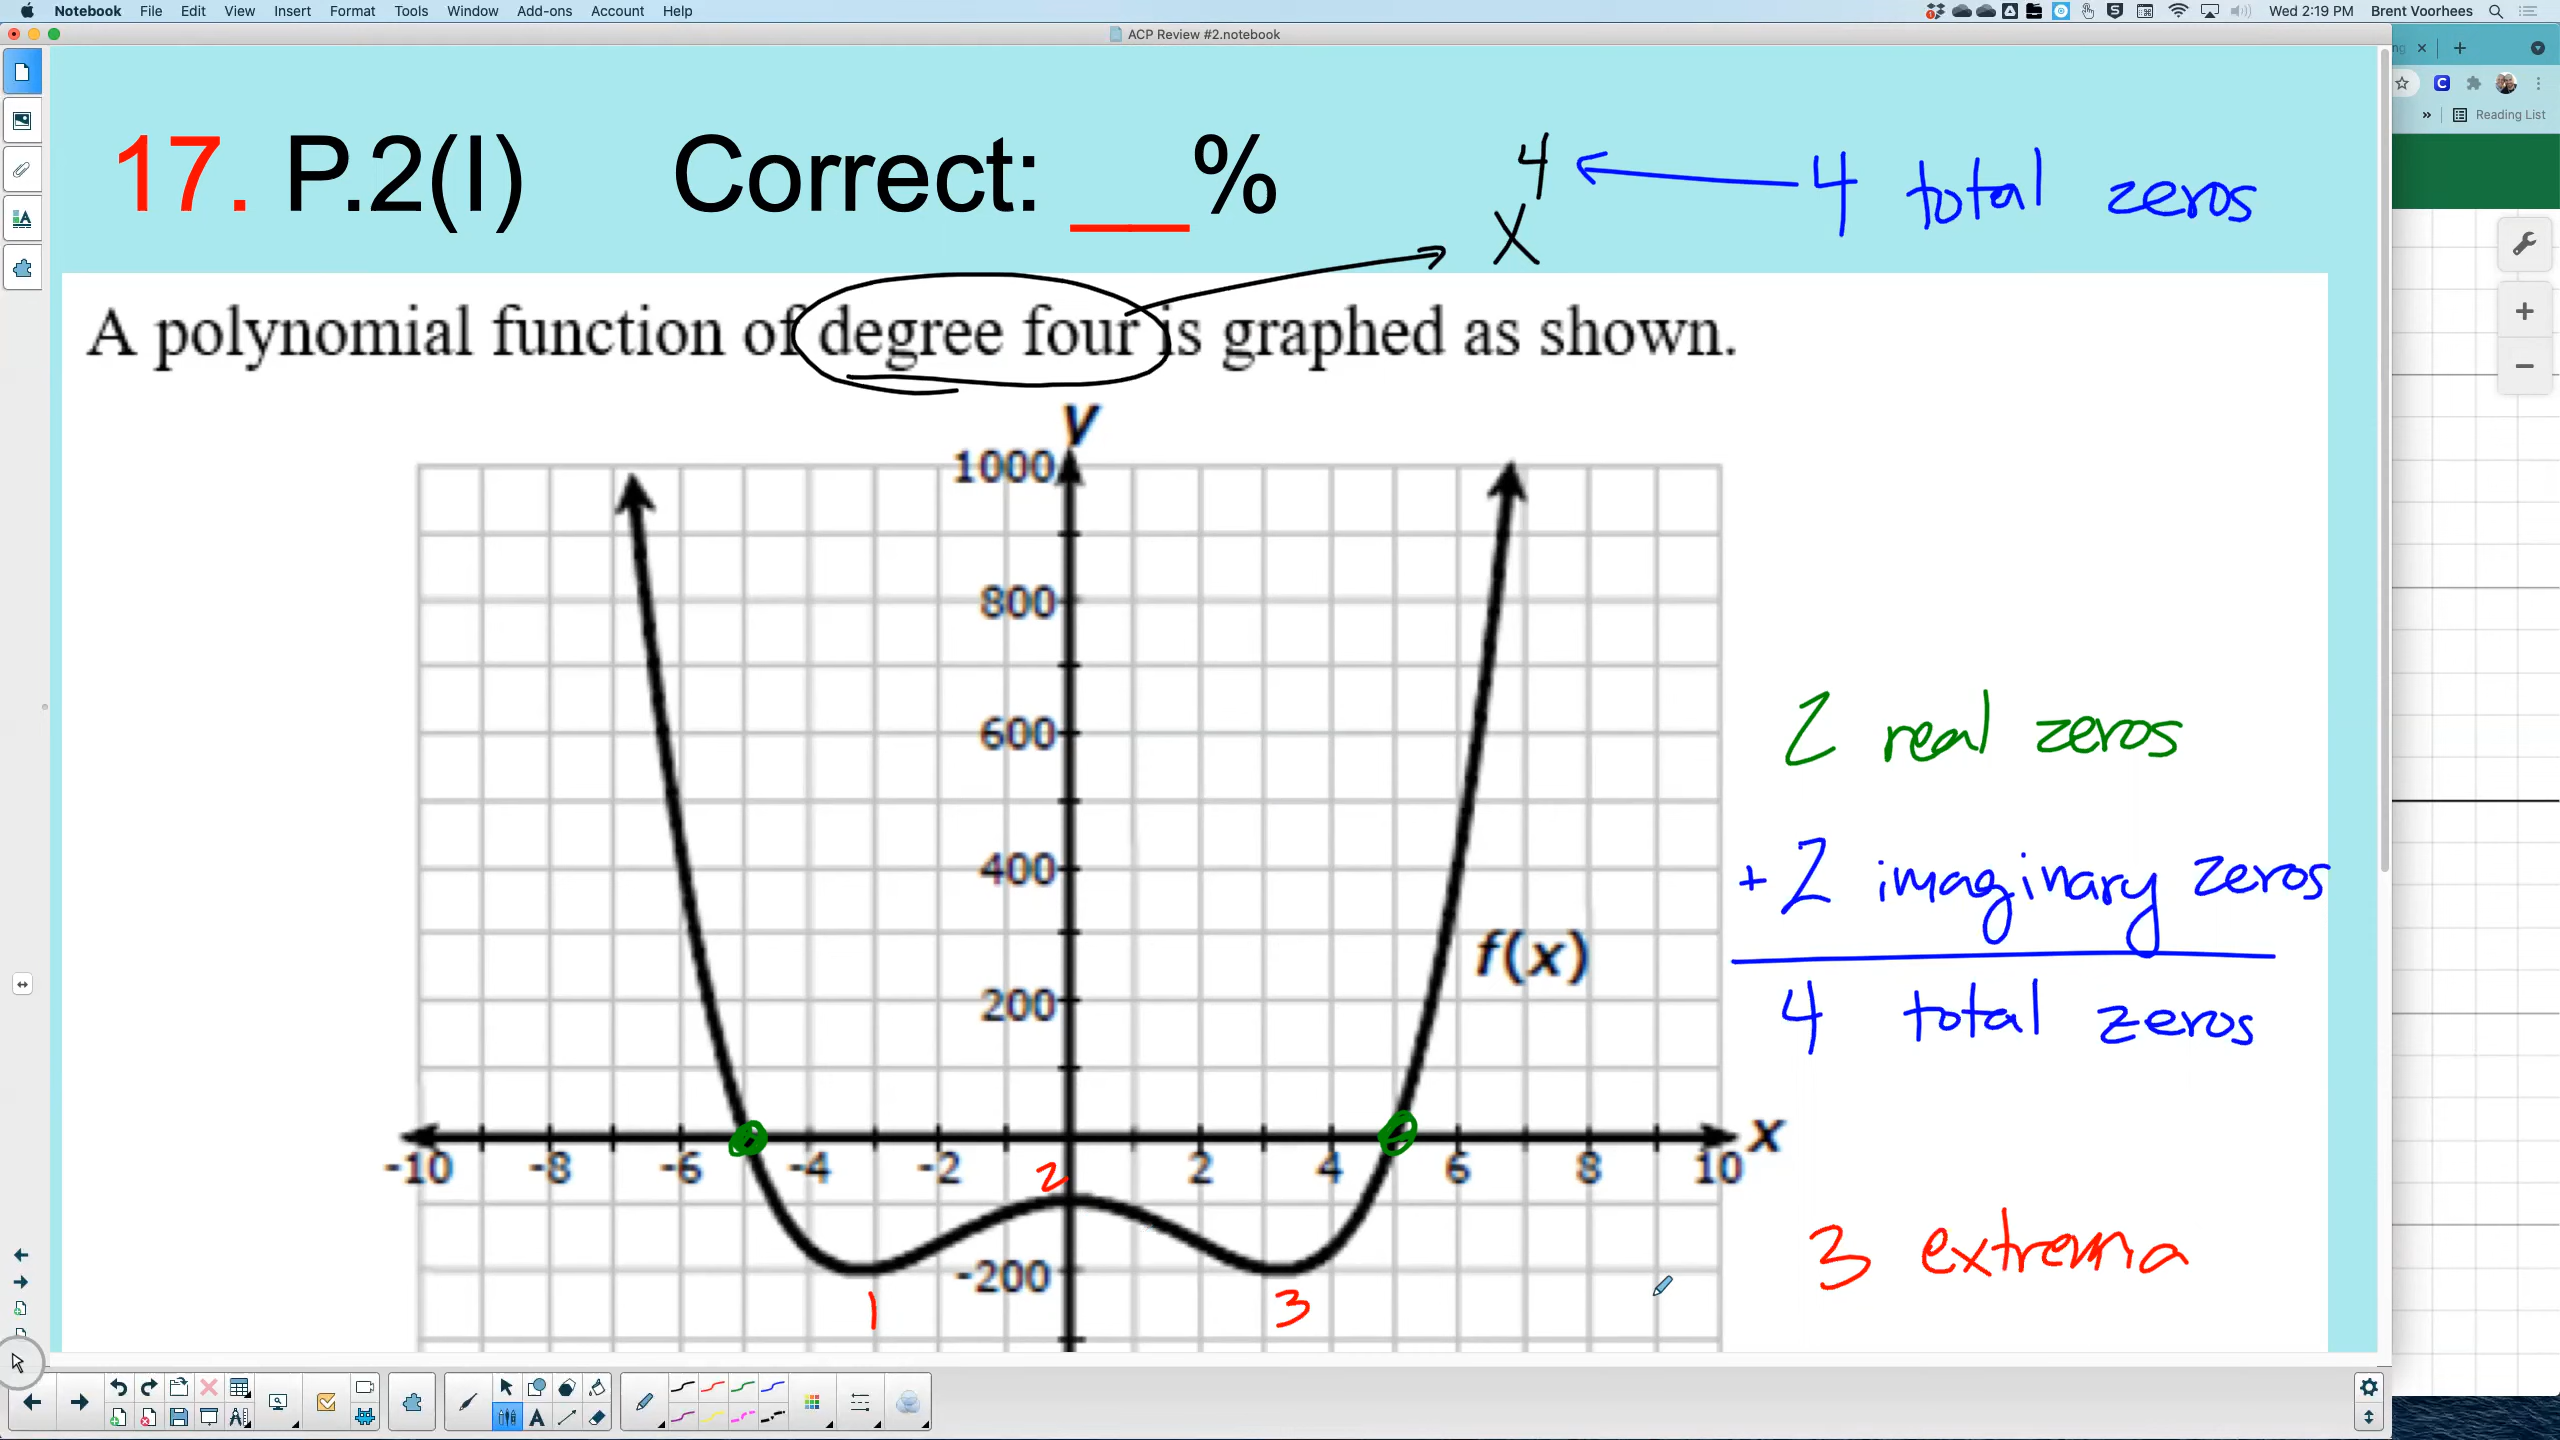 Notebook File Edit View Insert Format Tools Window Add-ons Account Help Wed 2:19 PM Brent Voorhees
ACP Review #2.notebook
Reading List
17. P.2(I) Correct: __%
x4
4 total zeros
A polynomial function of degree four is graphed as shown.
y
1000
800
600
400
200
-200
-10 -8 -6 -4 -2 2 4 6 8 10 x
f(x)
2 real zeros
+ 2 imaginary zeros
4 total zeros
2
1
3
3 extrema